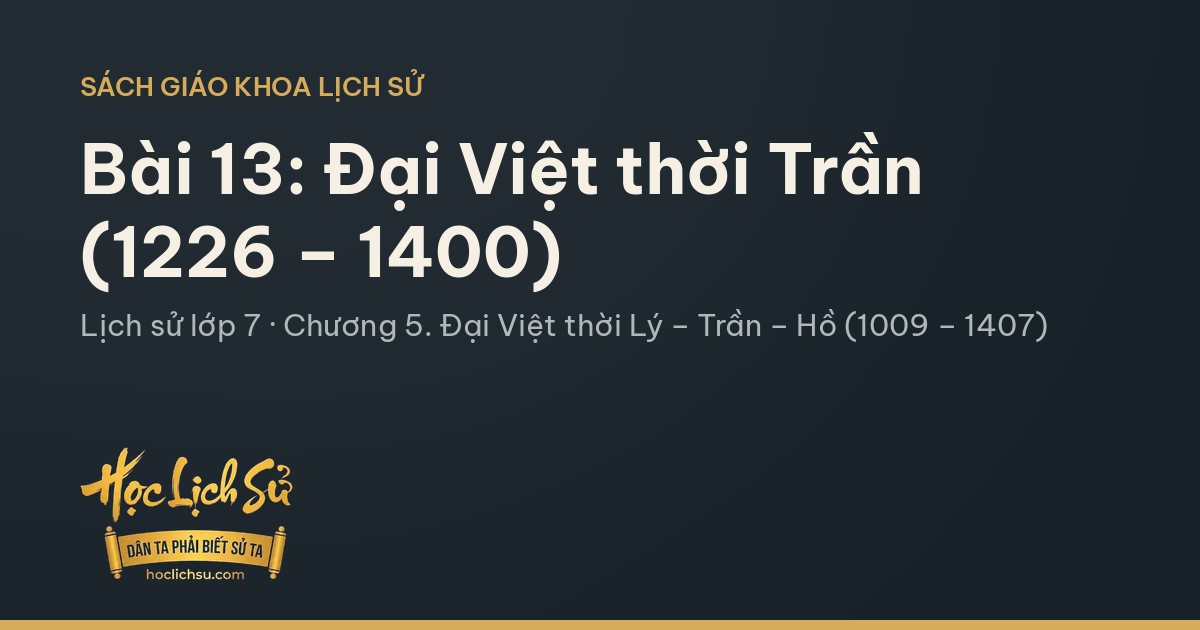 SÁCH GIÁO KHOA LỊCH SỬ
Bài 13: Đại Việt thời Trần
(1226 – 1400)
Lịch sử lớp 7 · Chương 5. Đại Việt thời Lý – Trần – Hồ (1009 – 1407)
Học Lịch Sử
DÂN TA PHẢI BIẾT SỬ TA
hoclichsu.com